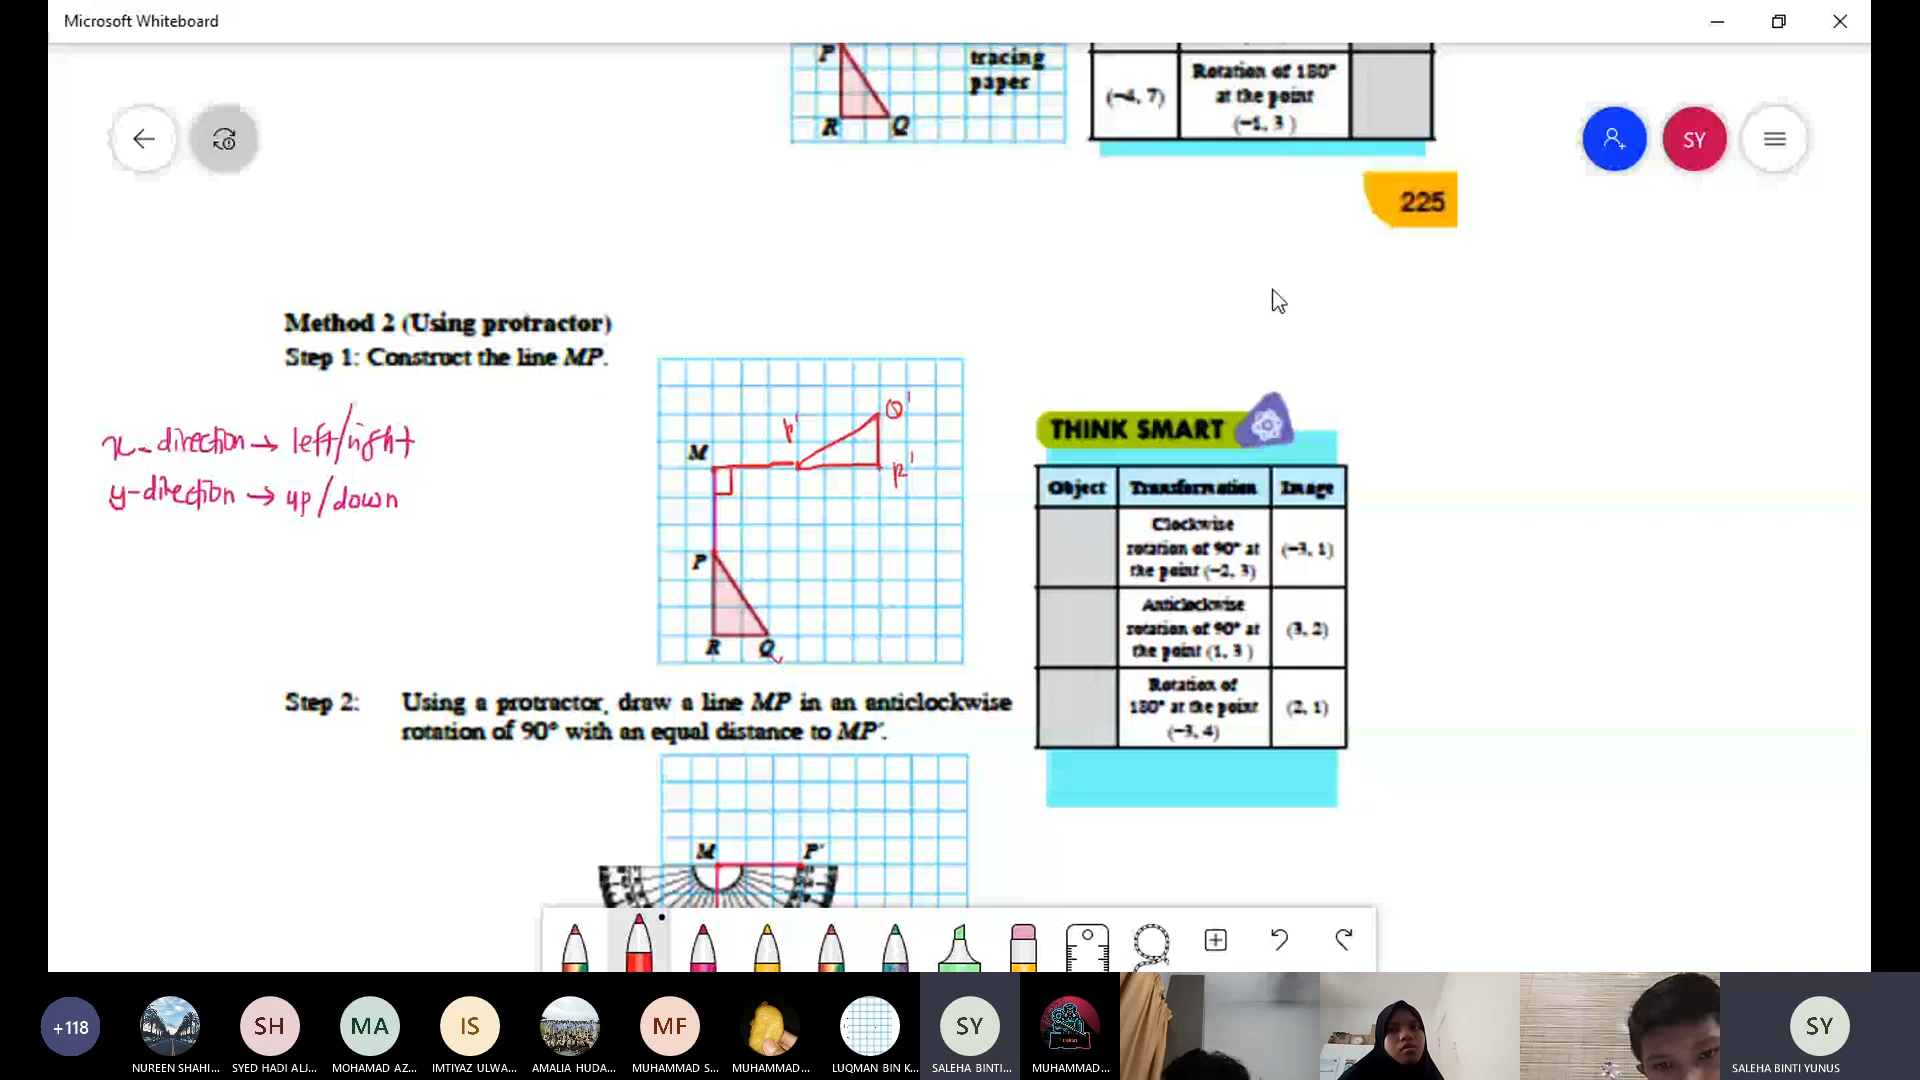 Microsoft Whiteboard
P
tracing
paper
R Q
(−4, 7)
Rotation of 180°
at the point
(−1, 3 )
SY
225
Method 2 (Using protractor)
Step 1: Construct the line MP.
x - direction → left/right
y-direction → up/down
M
P'
Q'
R'
P
R Q
THINK SMART
Object Transformation Image
Clockwise
rotation of 90° at
the point (−2, 3)
(−3, 1)
Anticlockwise
rotation of 90° at
the point (1, 3 )
(3, 2)
Rotation of
180° at the point
(−3, 4)
(2, 1)
Step 2: Using a protractor, draw a line MP in an anticlockwise
rotation of 90° with an equal distance to MP'.
M P'
+118
SH
MA
IS
MF
SY
SY
NUREEN SHAHI...
SYED HADI ALJ...
MOHAMAD AZ...
IMTIYAZ ULWA...
AMALIA HUDA...
MUHAMMAD S...
MUHAMMAD...
LUQMAN BIN K...
SALEHA BINTI...
MUHAMMAD...
SALEHA BINTI YUNUS